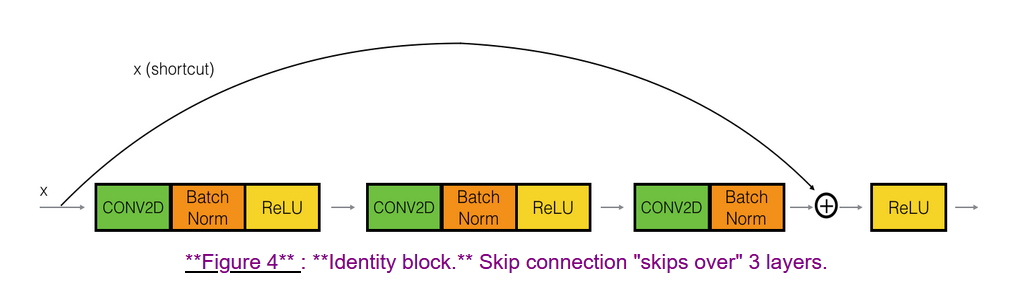 x (shortcut)
x
CONV2D
Batch
Norm
ReLU
CONV2D
Batch
Norm
ReLU
CONV2D
Batch
Norm
ReLU
**Figure 4** : **Identity block.** Skip connection "skips over" 3 layers.